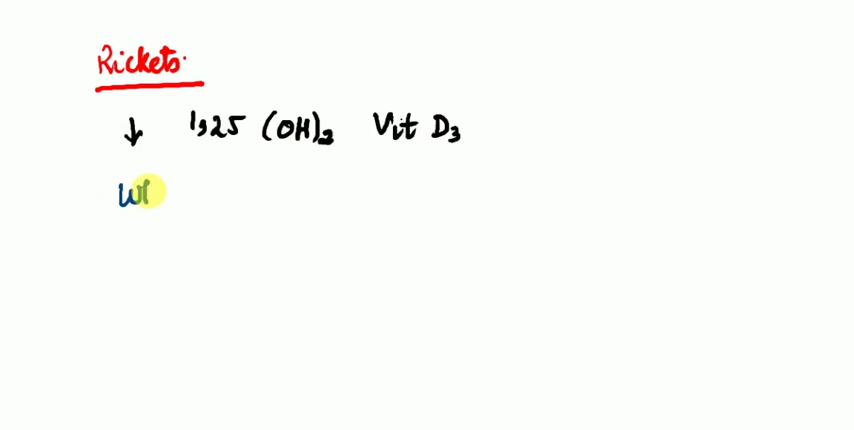 Rickets.
↓ 1,25 (OH)₂ Vit D₃